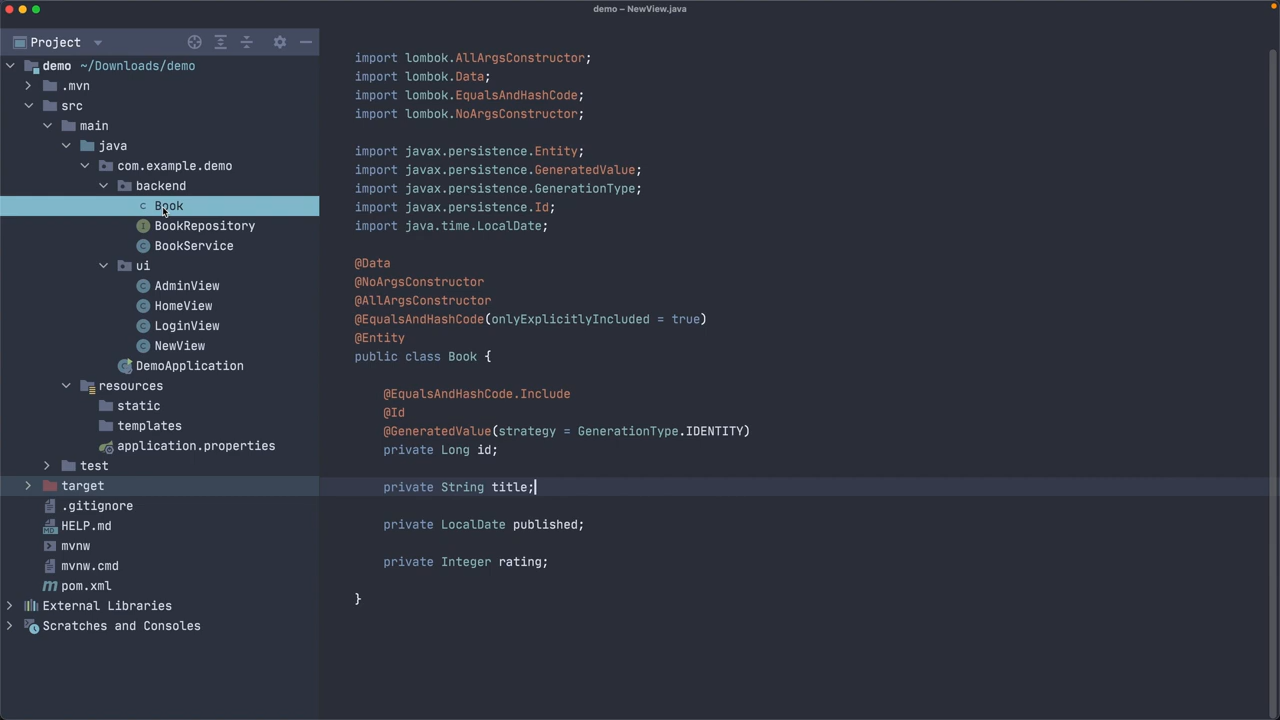 demo – NewView.java
Project
demo ~/Downloads/demo
.mvn
src
main
java
com.example.demo
backend
Book
BookRepository
BookService
ui
AdminView
HomeView
LoginView
NewView
DemoApplication
resources
static
templates
application.properties
test
target
.gitignore
HELP.md
mvnw
mvnw.cmd
pom.xml
External Libraries
Scratches and Consoles
import lombok.AllArgsConstructor;
import lombok.Data;
import lombok.EqualsAndHashCode;
import lombok.NoArgsConstructor;
import javax.persistence.Entity;
import javax.persistence.GeneratedValue;
import javax.persistence.GenerationType;
import javax.persistence.Id;
import java.time.LocalDate;
@Data
@NoArgsConstructor
@AllArgsConstructor
@EqualsAndHashCode(onlyExplicitlyIncluded = true)
@Entity
public class Book {
@EqualsAndHashCode.Include
@Id
@GeneratedValue(strategy = GenerationType.IDENTITY)
private Long id;
private String title;
private LocalDate published;
private Integer rating;
}